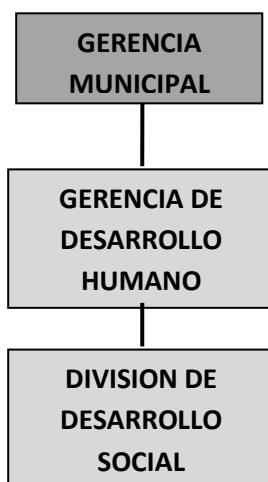 GERENCIA
MUNICIPAL
GERENCIA DE
DESARROLLO
HUMANO
DIVISION DE
DESARROLLO
SOCIAL